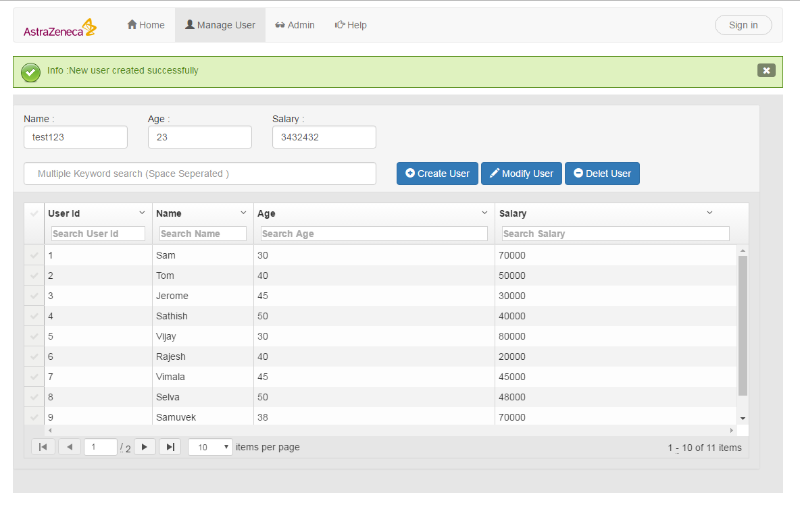 AstraZeneca Home Manage User Admin Help Sign in
Info :New user created successfully
Name : Age : Salary :
test123 23 3432432
Multiple Keyword search (Space Seperated ) Create User Modify User Delet User
User Id Name Age Salary
Search User Id Search Name Search Age Search Salary
1 Sam 30 70000
2 Tom 40 50000
3 Jerome 45 30000
4 Sathish 50 40000
5 Vijay 30 80000
6 Rajesh 40 20000
7 Vimala 45 45000
8 Selva 50 48000
9 Samuvek 38 70000
1 / 2 10 items per page 1 - 10 of 11 items